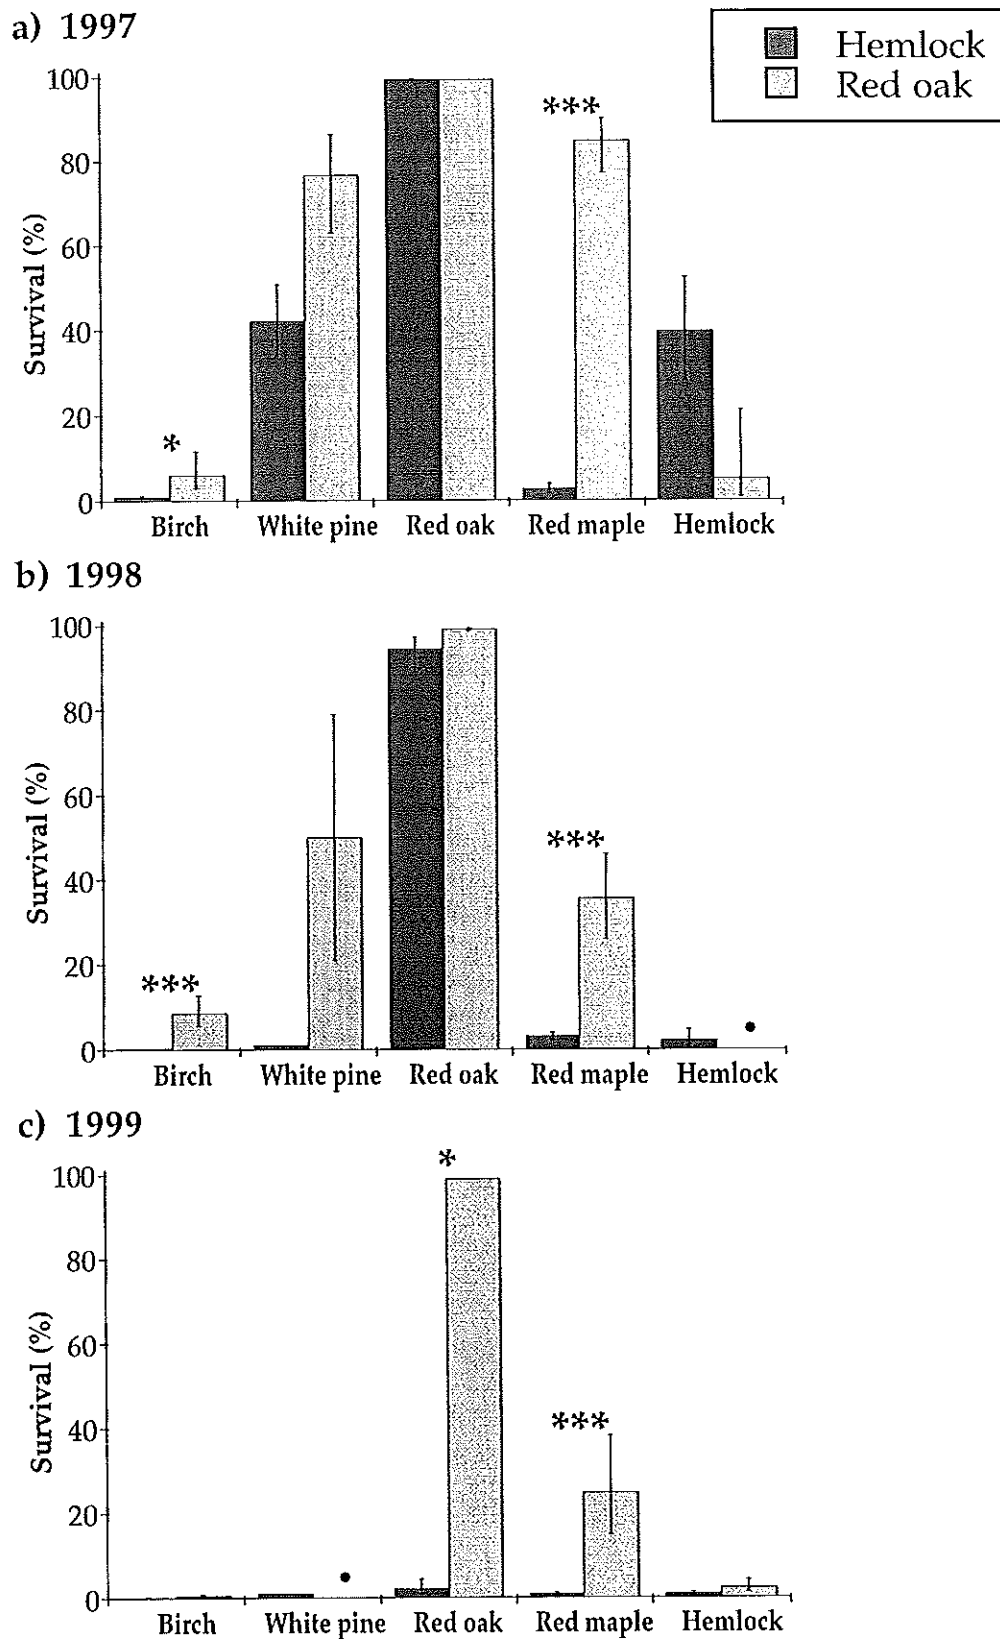 a) 1997
Hemlock
Red oak
Survival (%)
100
80
60
40
20
0
*
***
Birch White pine Red oak Red maple Hemlock
b) 1998
Survival (%)
100
80
60
40
20
0
***
***
Birch White pine Red oak Red maple Hemlock
c) 1999
Survival (%)
100
80
60
40
20
0
*
***
Birch White pine Red oak Red maple Hemlock